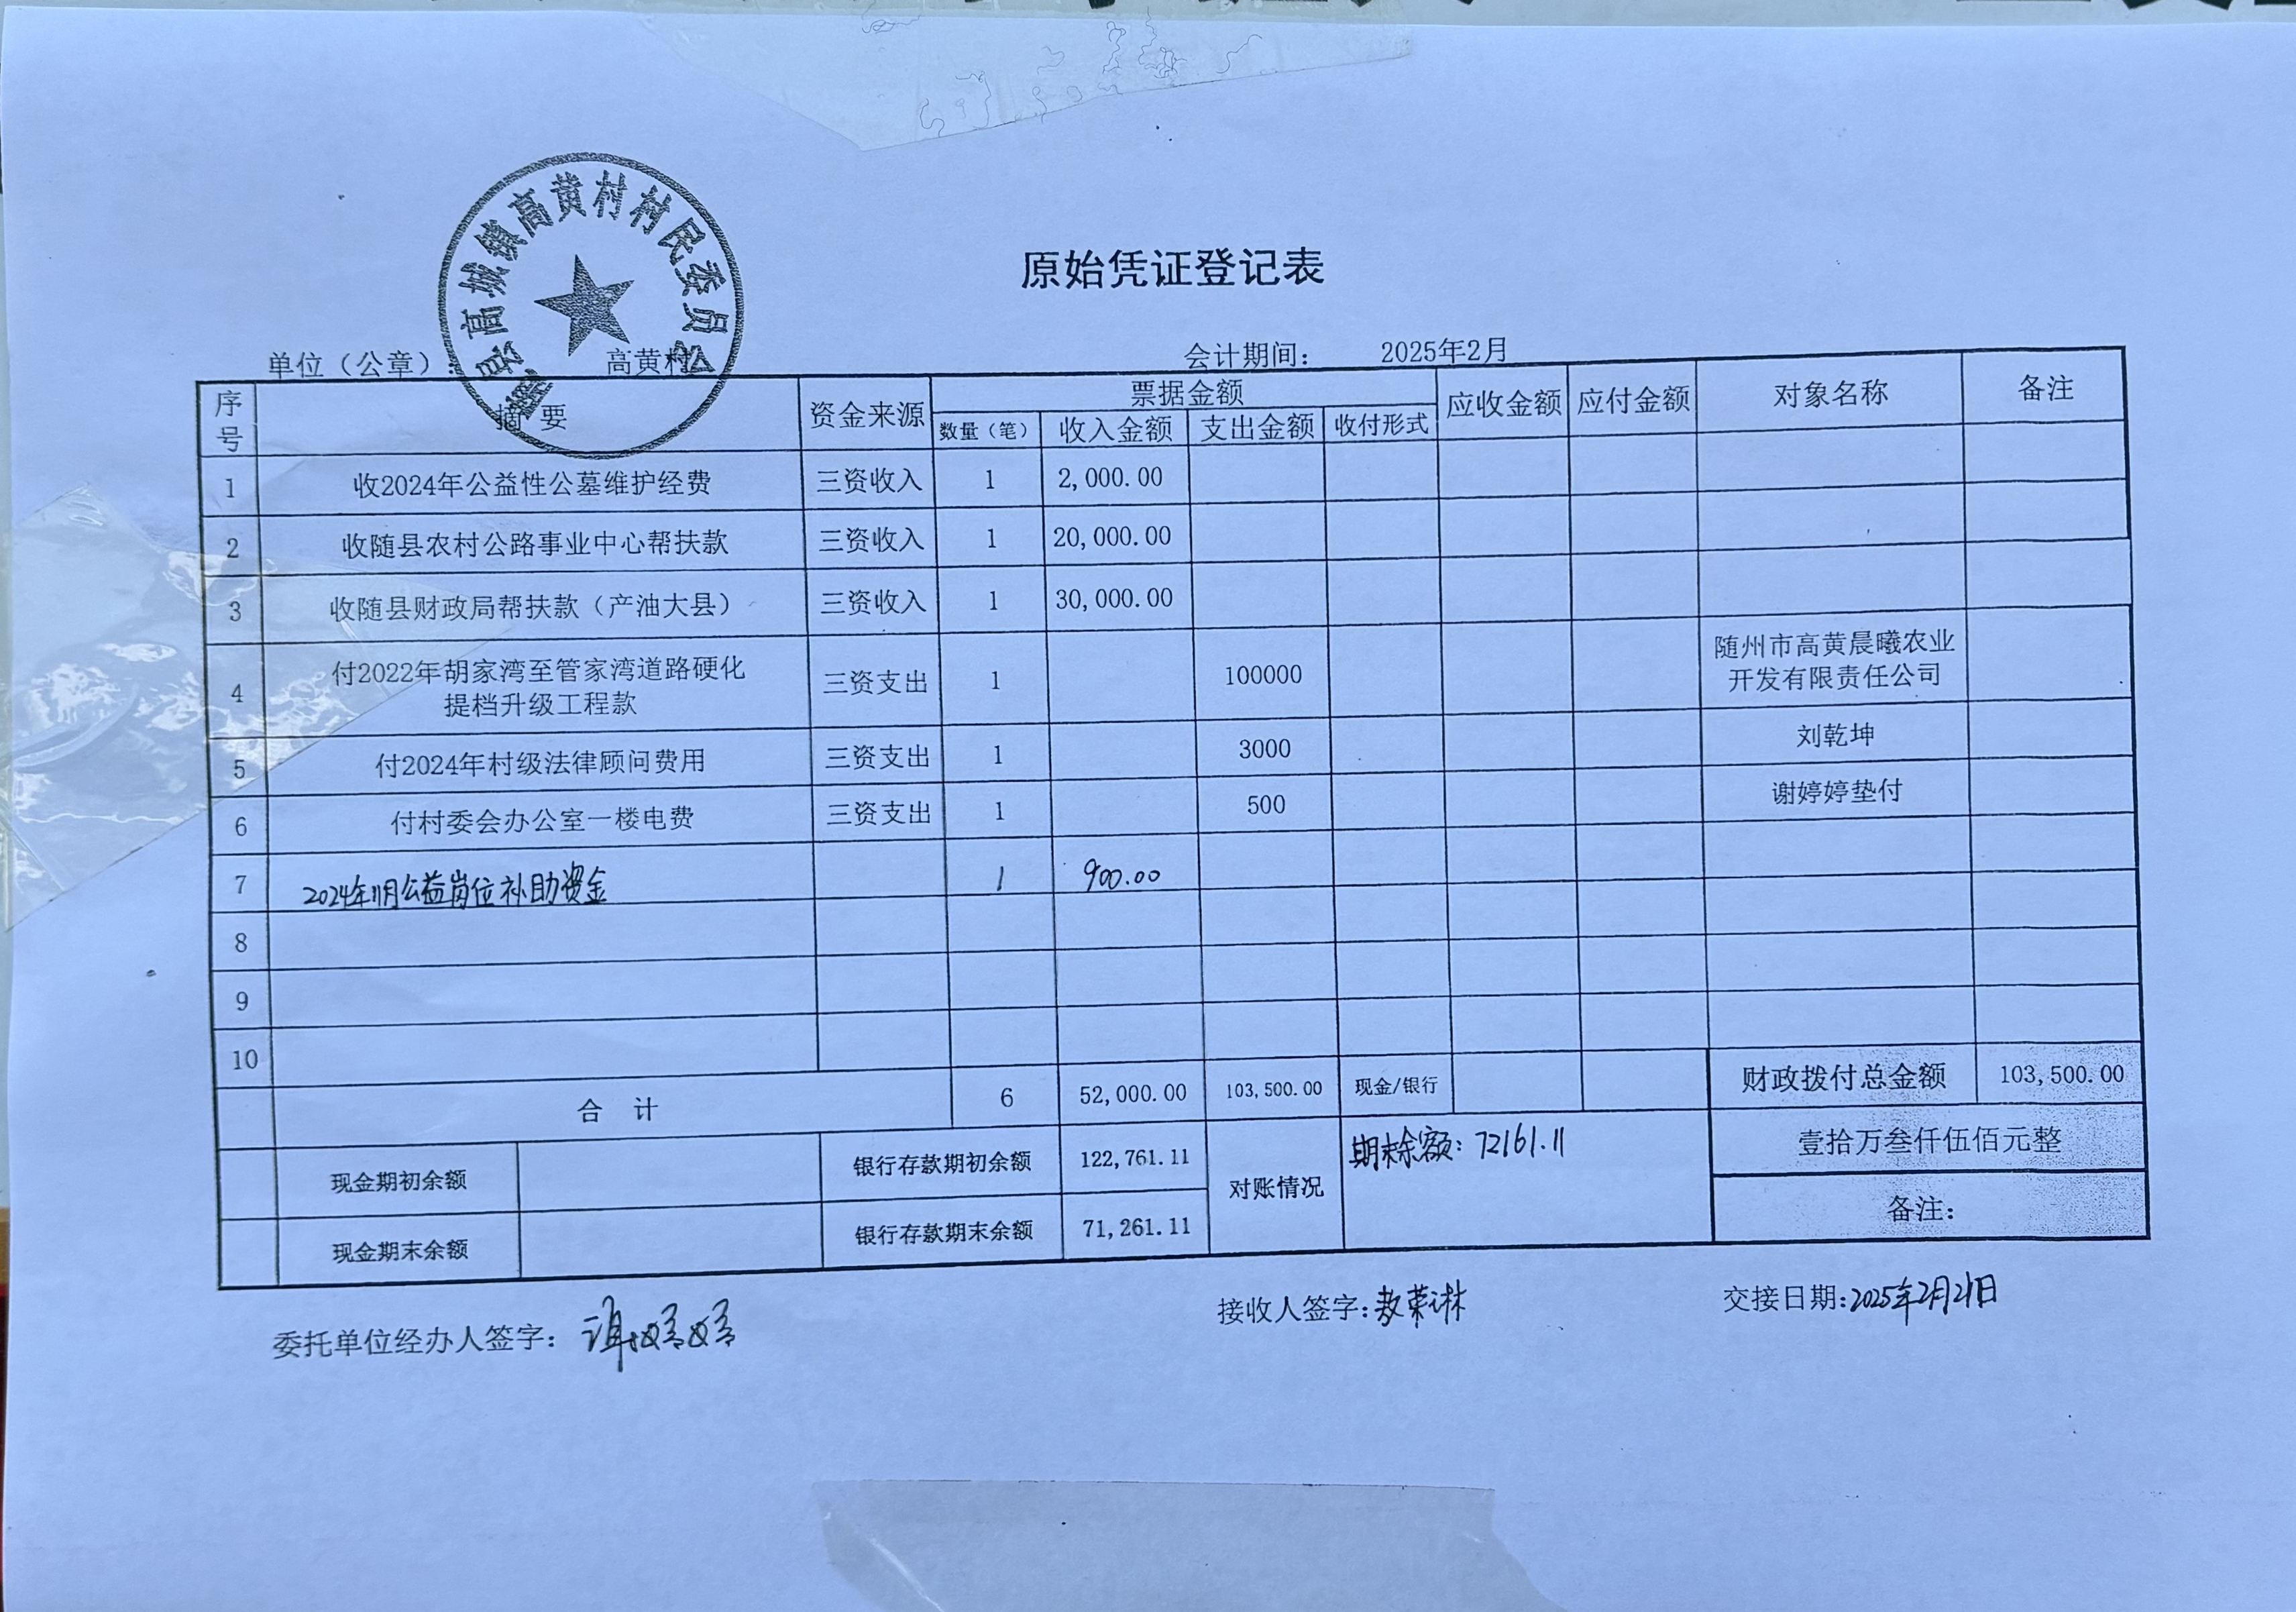 随县高城镇高黄村村民委员会
原始凭证登记表
单位（公章）： 高黄村 会计期间： 2025年2月
序号 摘 要 资金来源 票据金额 应收金额 应付金额 对象名称 备注
数量（笔） 收入金额 支出金额 收付形式
1 收2024年公益性公墓维护经费 三资收入 1 2,000.00
2 收随县农村公路事业中心帮扶款 三资收入 1 20,000.00
3 收随县财政局帮扶款（产油大县） 三资收入 1 30,000.00
4 付2022年胡家湾至管家湾道路硬化 三资支出 1 100000 随州市高黄晨曦农业
提档升级工程款 开发有限责任公司
5 付2024年村级法律顾问费用 三资支出 1 3000 刘乾坤
6 付村委会办公室一楼电费 三资支出 1 500 谢婷婷垫付
7 2024年11月公益岗位补助资金 1 900.00
8
9
10
合 计 6 52,000.00 103,500.00 现金/银行 财政拨付总金额 103,500.00
现金期初余额 银行存款期初余额 122,761.11 对账情况 期末余额：72161.11 壹拾万叁仟伍佰元整
现金期末余额 银行存款期末余额 71,261.11 备注：
委托单位经办人签字： 谢婷婷 接收人签字： 交接日期：2025年2月21日